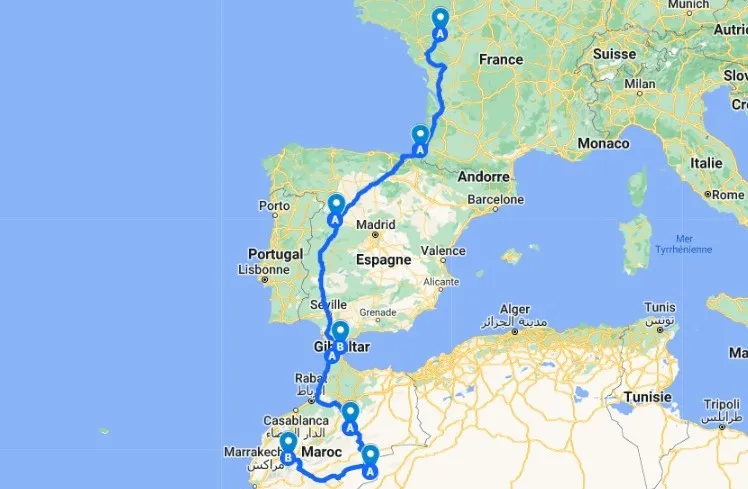 Munich
Autric
France
Suisse
Slov
Milan
Cro
Monaco
Italie
Andorre
Rome
Porto
Barcelone
Madrid
Mer
Tyrrhénienne
Portugal
Espagne
Valence
Lisbonne
Alicante
Séville
Grenade
Alger
مدينة الجزائر
Tunis
تونس
Gibraltar
Ma
Rabat
الرباط
Tunisie
Tripoli
طرابلس
Casablanca
الدار البيضاء
Marrakech
مراكش
Maroc
A
A
A
B
A
A
B
A